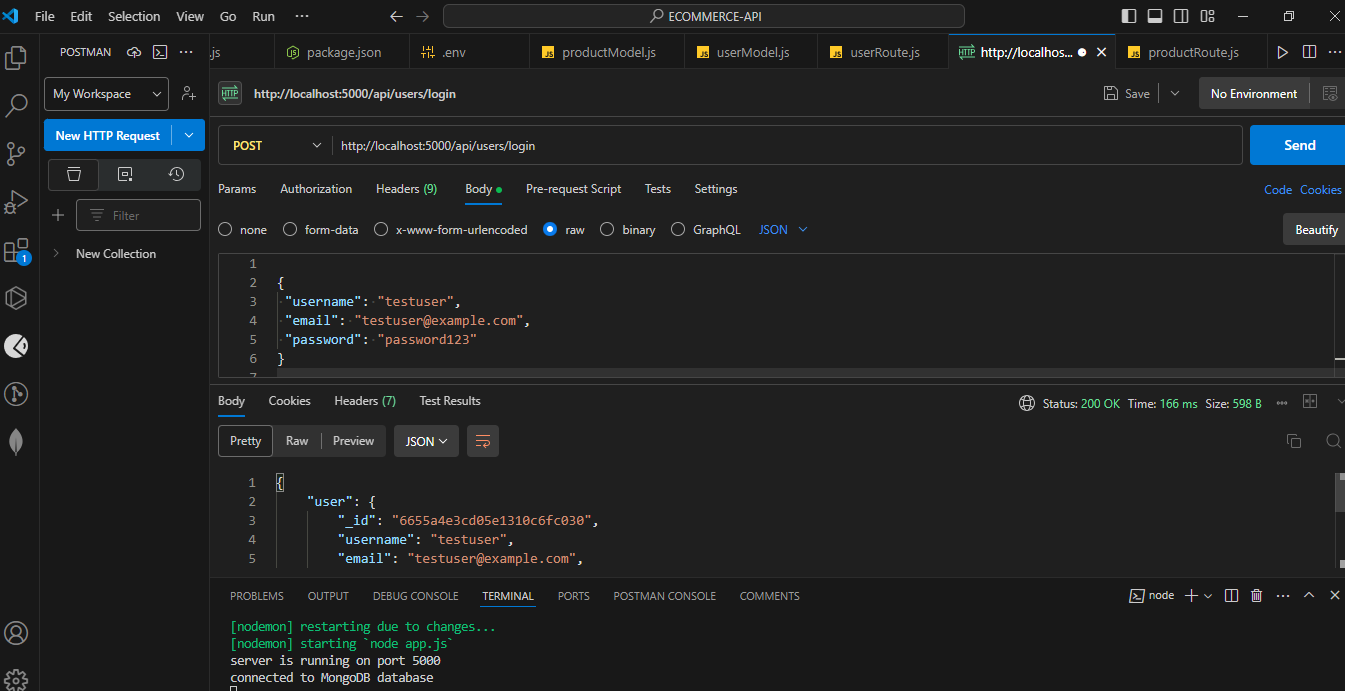 File Edit Selection View Go Run ··· ECOMMERCE-API
POSTMAN ···
.js package.json .env productModel.js userModel.js userRoute.js http://localhos... productRoute.js ···
My Workspace
http://localhost:5000/api/users/login Save No Environment
New HTTP Request
POST http://localhost:5000/api/users/login Send
Params Authorization Headers (9) Body Pre-request Script Tests Settings Code Cookies
Filter
none form-data x-www-form-urlencoded raw binary GraphQL JSON Beautify
1
New Collection
1
2 {
3 "username": "testuser",
4 "email": "testuser@example.com",
5 "password": "password123"
6 }
7
Body Cookies Headers (7) Test Results Status: 200 OK Time: 166 ms Size: 598 B
Pretty Raw Preview JSON
1 {
2 "user": {
3 "_id": "6655a4e3cd05e1310c6fc030",
4 "username": "testuser",
5 "email": "testuser@example.com",
PROBLEMS OUTPUT DEBUG CONSOLE TERMINAL PORTS POSTMAN CONSOLE COMMENTS node ···
[nodemon] restarting due to changes...
[nodemon] starting `node app.js`
server is running on port 5000
connected to MongoDB database